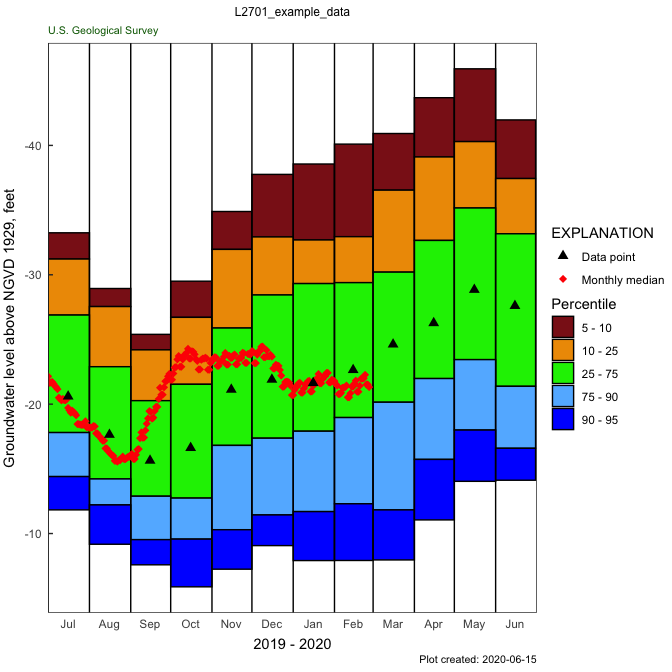 L2701_example_data
U.S. Geological Survey
Groundwater level above NGVD 1929, feet
-40
-30
-20
-10
Jul Aug Sep Oct Nov Dec Jan Feb Mar Apr May Jun
2019 - 2020
EXPLANATION
Data point
Monthly median
Percentile
5 - 10
10 - 25
25 - 75
75 - 90
90 - 95
Plot created: 2020-06-15